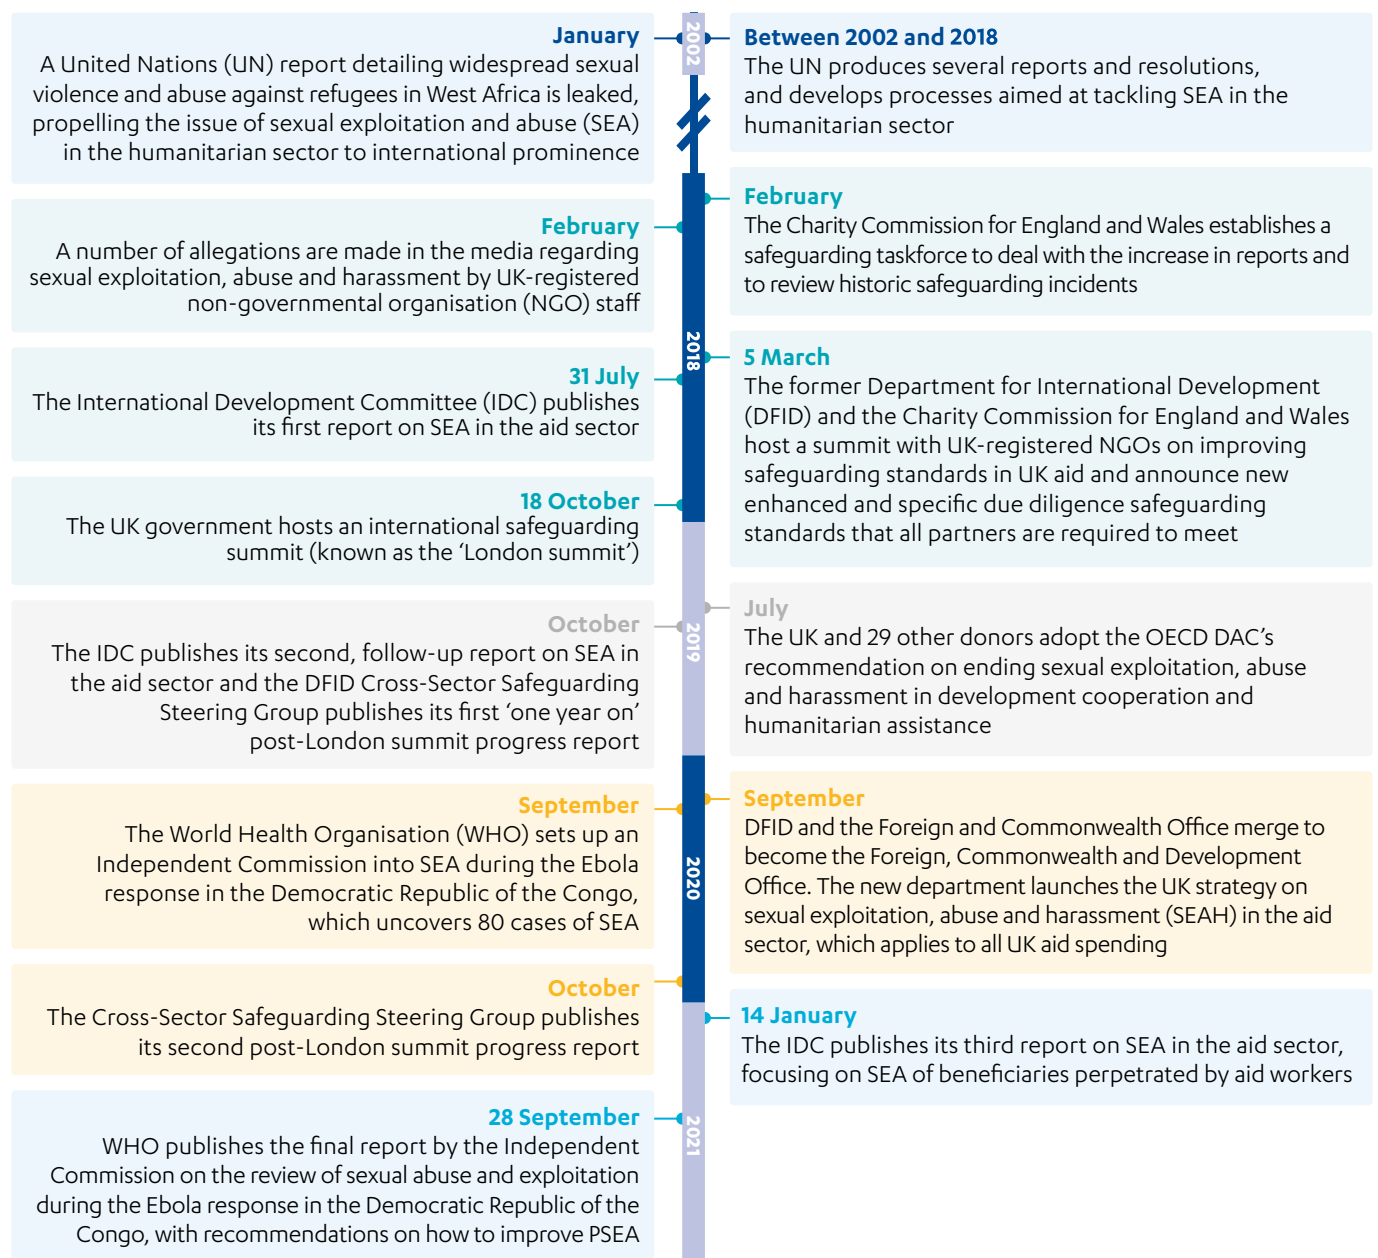 January
A United Nations (UN) report detailing widespread sexual
violence and abuse against refugees in West Africa is leaked,
propelling the issue of sexual exploitation and abuse (SEA)
in the humanitarian sector to international prominence
2002
Between 2002 and 2018
The UN produces several reports and resolutions,
and develops processes aimed at tackling SEA in the
humanitarian sector
February
The Charity Commission for England and Wales establishes a
safeguarding taskforce to deal with the increase in reports and
to review historic safeguarding incidents
February
A number of allegations are made in the media regarding
sexual exploitation, abuse and harassment by UK-registered
non-governmental organisation (NGO) staff
2018
5 March
The former Department for International Development
(DFID) and the Charity Commission for England and Wales
host a summit with UK-registered NGOs on improving
safeguarding standards in UK aid and announce new
enhanced and specific due diligence safeguarding
standards that all partners are required to meet
31 July
The International Development Committee (IDC) publishes
its first report on SEA in the aid sector
18 October
The UK government hosts an international safeguarding
summit (known as the ‘London summit’)
July
The UK and 29 other donors adopt the OECD DAC’s
recommendation on ending sexual exploitation, abuse
and harassment in development cooperation and
humanitarian assistance
2019
October
The IDC publishes its second, follow-up report on SEA in
the aid sector and the DFID Cross-Sector Safeguarding
Steering Group publishes its first ‘one year on’
post-London summit progress report
September
DFID and the Foreign and Commonwealth Office merge to
become the Foreign, Commonwealth and Development
Office. The new department launches the UK strategy on
sexual exploitation, abuse and harassment (SEAH) in the aid
sector, which applies to all UK aid spending
2020
September
The World Health Organisation (WHO) sets up an
Independent Commission into SEA during the Ebola
response in the Democratic Republic of the Congo,
which uncovers 80 cases of SEA
October
The Cross-Sector Safeguarding Steering Group publishes
its second post-London summit progress report
14 January
The IDC publishes its third report on SEA in the aid sector,
focusing on SEA of beneficiaries perpetrated by aid workers
2021
28 September
WHO publishes the final report by the Independent
Commission on the review of sexual abuse and exploitation
during the Ebola response in the Democratic Republic of the
Congo, with recommendations on how to improve PSEA